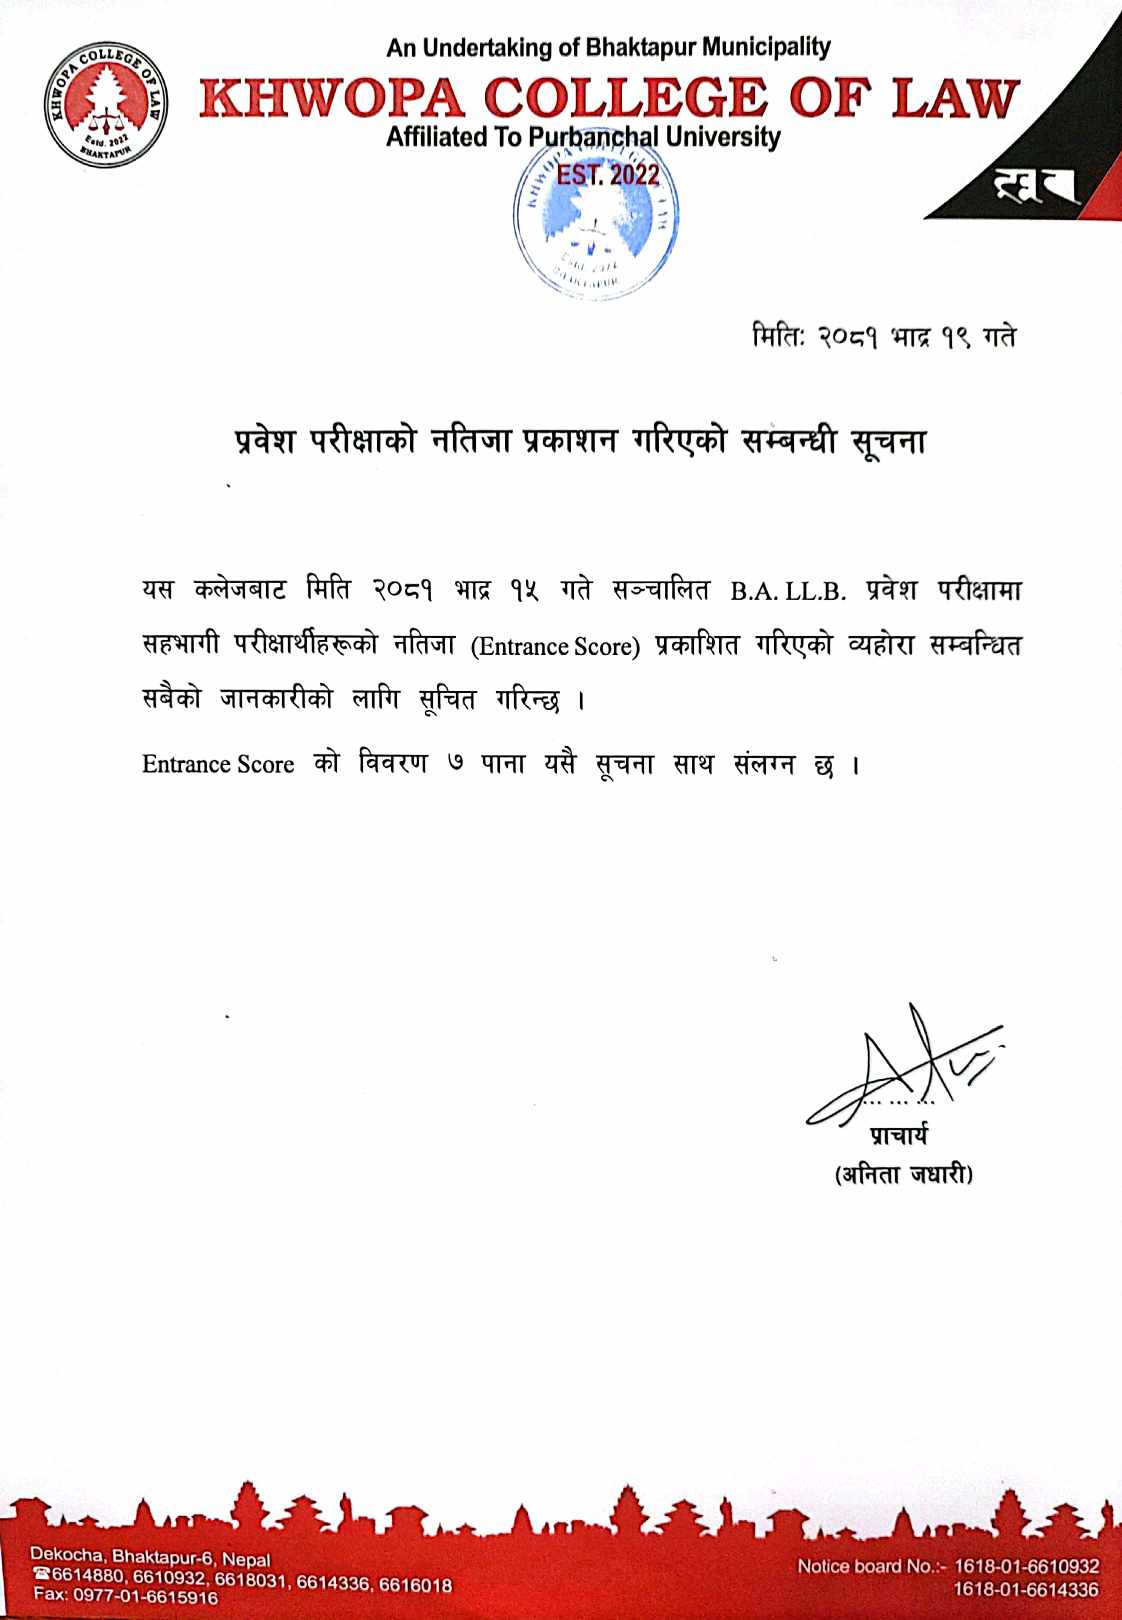 An Undertaking of Bhaktapur Municipality
KHWOPA COLLEGE OF LAW
Affiliated To Purbanchal University
EST. 2022
KHWOPA COLLEGE OF LAW
Estd. 2022
BHAKTAPUR
मिति: २०८१ भाद्र १९ गते
प्रवेश परीक्षाको नतिजा प्रकाशन गरिएको सम्बन्धी सूचना
यस कलेजबाट मिति २०८१ भाद्र १५ गते सञ्चालित B.A. LL.B. प्रवेश परीक्षामा
सहभागी परीक्षार्थीहरूको नतिजा (Entrance Score) प्रकाशित गरिएको व्यहोरा सम्बन्धित
सबैको जानकारीको लागि सूचित गरिन्छ ।
Entrance Score को विवरण ७ पाना यसै सूचना साथ संलग्न छ ।
... ... ...
प्राचार्य
(अनिता जधारी)
Dekocha, Bhaktapur-6, Nepal
☎6614880, 6610932, 6618031, 6614336, 6616018
Fax: 0977-01-6615916
Notice board No.:- 1618-01-6610932
1618-01-6614336